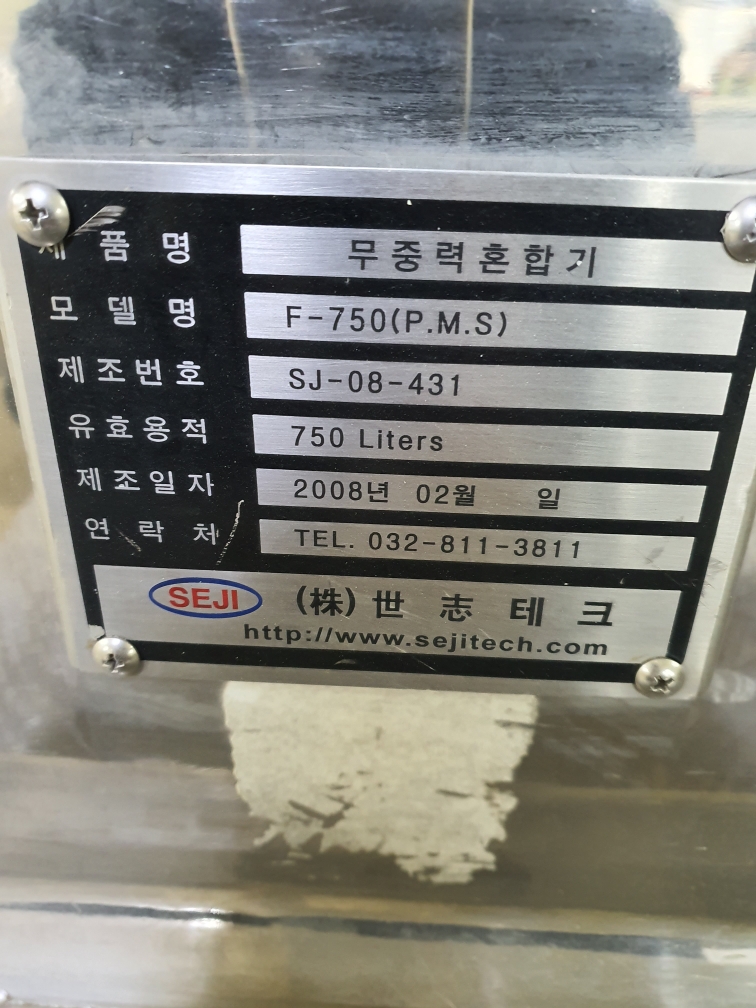 제 품 명 무중력혼합기
모 델 명 F-750(P.M.S)
제조번호 SJ-08-431
유효용적 750 Liters
제조일자 2008년 02월 일
연 락 처 TEL. 032-811-3811
SEJI (株) 世 志 테 크
http://www.sejitech.com